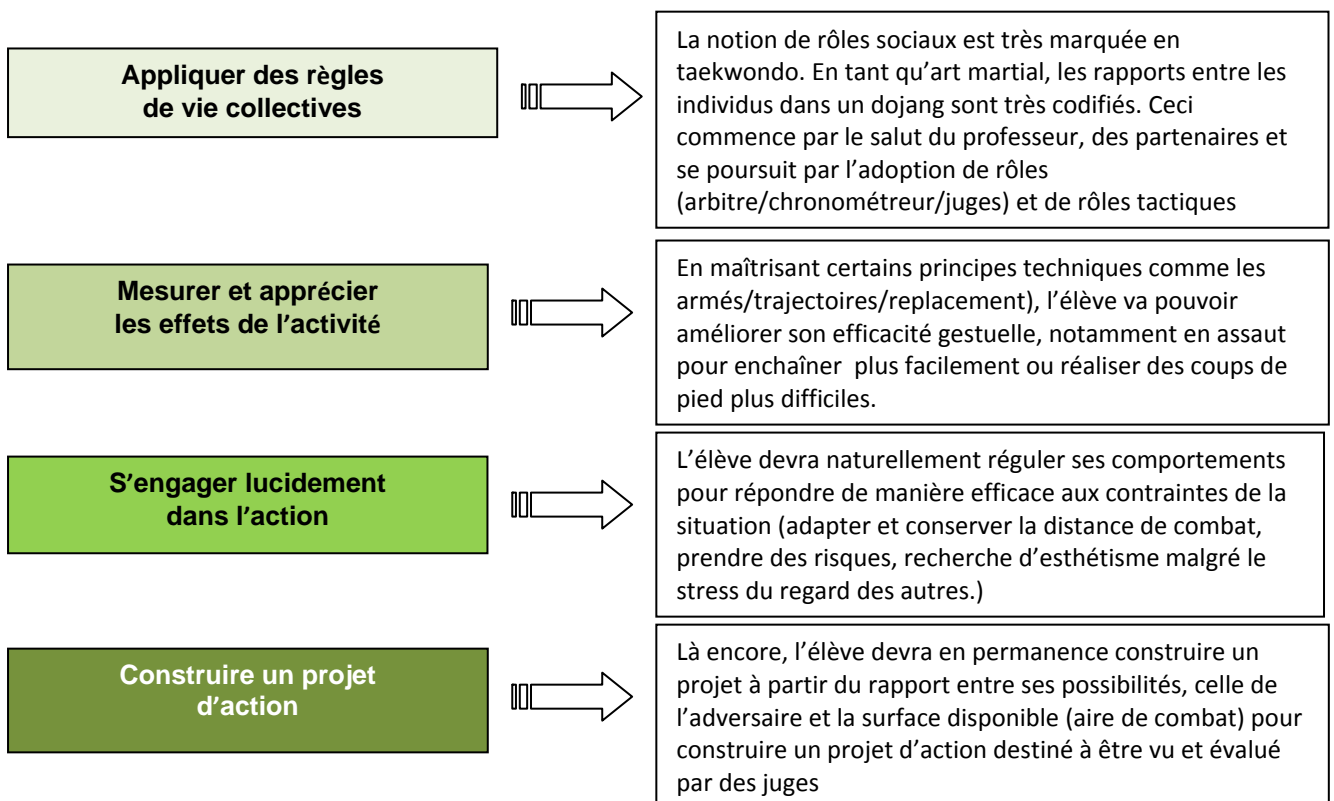 Appliquer des règles
de vie collectives
La notion de rôles sociaux est très marquée en
taekwondo. En tant qu’art martial, les rapports entre les
individus dans un dojang sont très codifiés. Ceci
commence par le salut du professeur, des partenaires et
se poursuit par l’adoption de rôles
(arbitre/chronométreur/juges) et de rôles tactiques
Mesurer et apprécier
les effets de l’activité
En maîtrisant certains principes techniques comme les
armés/trajectoires/replacement), l’élève va pouvoir
améliorer son efficacité gestuelle, notamment en assaut
pour enchaîner plus facilement ou réaliser des coups de
pied plus difficiles.
S’engager lucidement
dans l’action
L’élève devra naturellement réguler ses comportements
pour répondre de manière efficace aux contraintes de la
situation (adapter et conserver la distance de combat,
prendre des risques, recherche d’esthétisme malgré le
stress du regard des autres.)
Construire un projet
d’action
Là encore, l’élève devra en permanence construire un
projet à partir du rapport entre ses possibilités, celle de
l’adversaire et la surface disponible (aire de combat) pour
construire un projet d’action destiné à être vu et évalué
par des juges